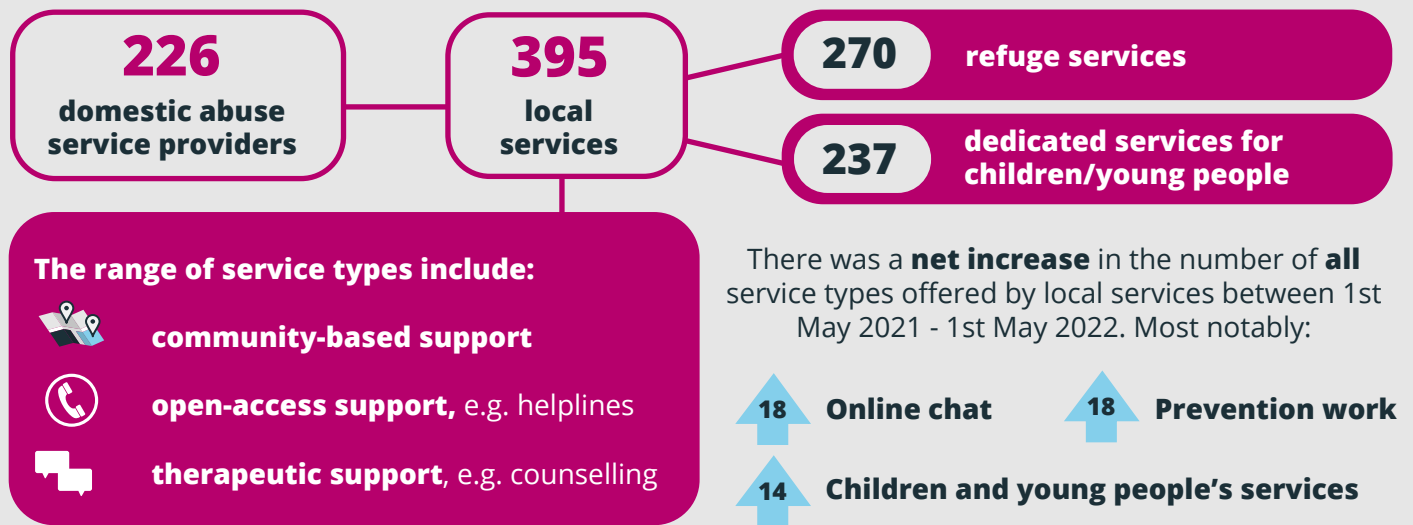 226
domestic abuse
service providers
395
local
services
270
refuge services
237
dedicated services for
children/young people
The range of service types include:
community-based support
open-access support, e.g. helplines
therapeutic support, e.g. counselling
There was a net increase in the number of all
service types offered by local services between 1st
May 2021 - 1st May 2022. Most notably:
18
Online chat
18
Prevention work
14
Children and young people’s services